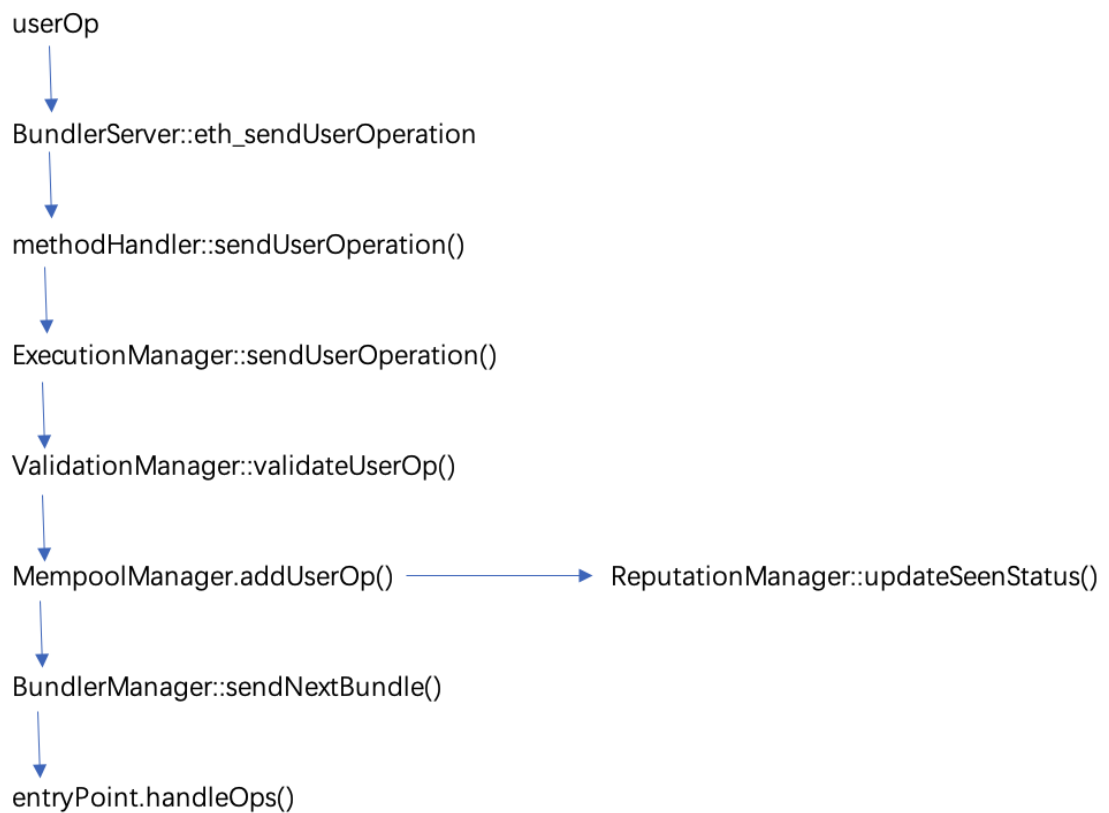 userOp
BundlerServer::eth_sendUserOperation
methodHandler::sendUserOperation()
ExecutionManager::sendUserOperation()
ValidationManager::validateUserOp()
MempoolManager.addUserOp()
ReputationManager::updateSeenStatus()
BundlerManager::sendNextBundle()
entryPoint.handleOps()